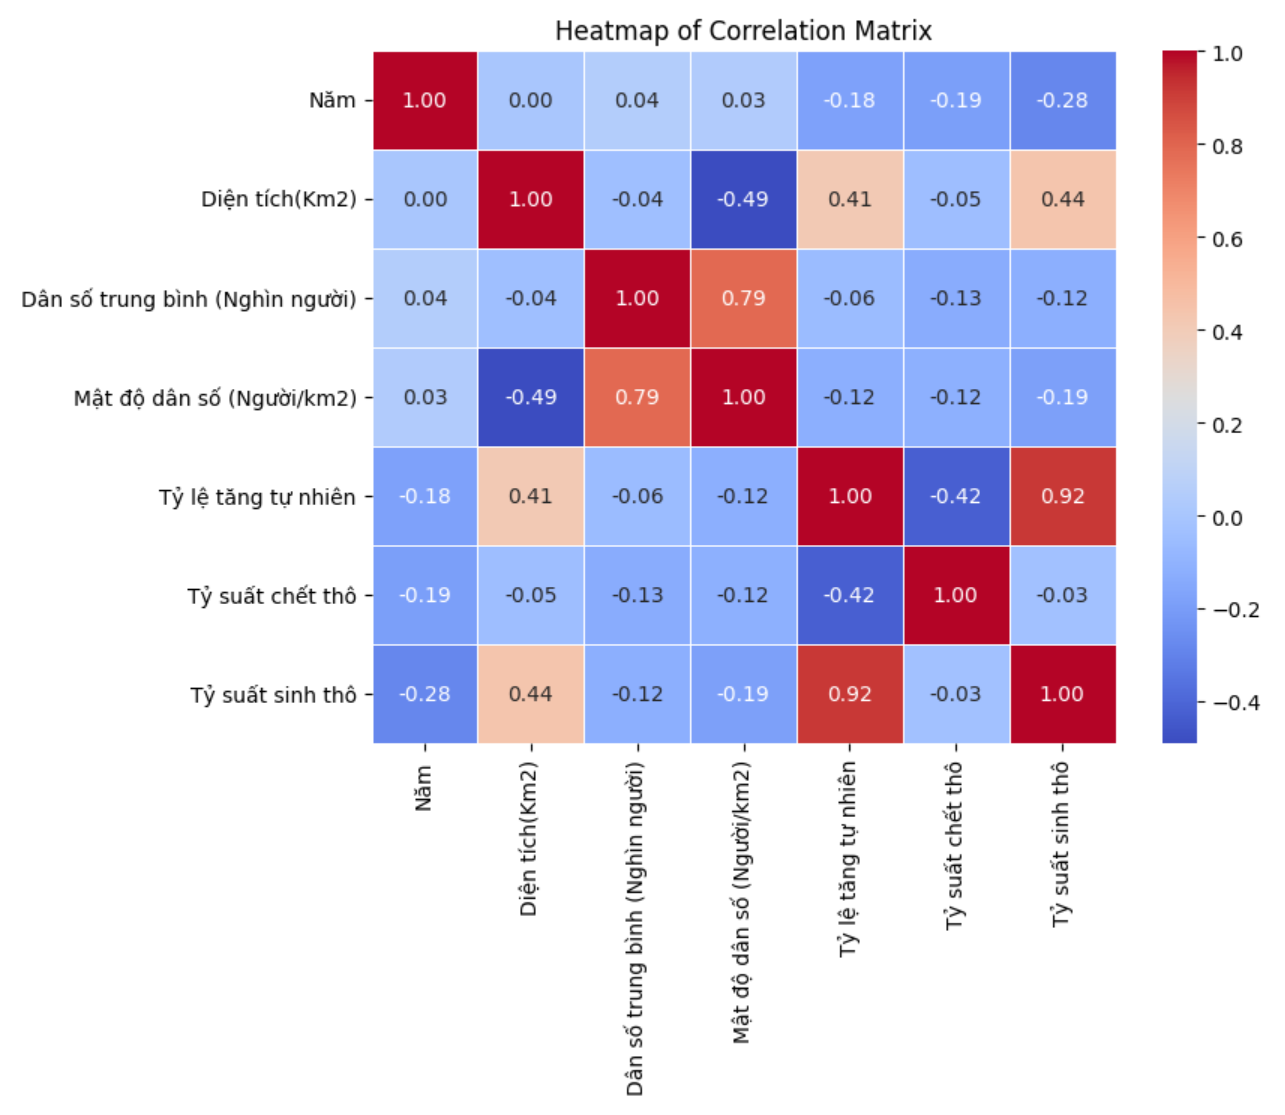 Heatmap of Correlation Matrix
Năm 1.00 0.00 0.04 0.03 -0.18 -0.19 -0.28
Diện tích(Km2) 0.00 1.00 -0.04 -0.49 0.41 -0.05 0.44
Dân số trung bình (Nghìn người) 0.04 -0.04 1.00 0.79 -0.06 -0.13 -0.12
Mật độ dân số (Người/km2) 0.03 -0.49 0.79 1.00 -0.12 -0.12 -0.19
Tỷ lệ tăng tự nhiên -0.18 0.41 -0.06 -0.12 1.00 -0.42 0.92
Tỷ suất chết thô -0.19 -0.05 -0.13 -0.12 -0.42 1.00 -0.03
Tỷ suất sinh thô -0.28 0.44 -0.12 -0.19 0.92 -0.03 1.00
Năm
Diện tích(Km2)
Dân số trung bình (Nghìn người)
Mật độ dân số (Người/km2)
Tỷ lệ tăng tự nhiên
Tỷ suất chết thô
Tỷ suất sinh thô
1.0
0.8
0.6
0.4
0.2
0.0
−0.2
−0.4